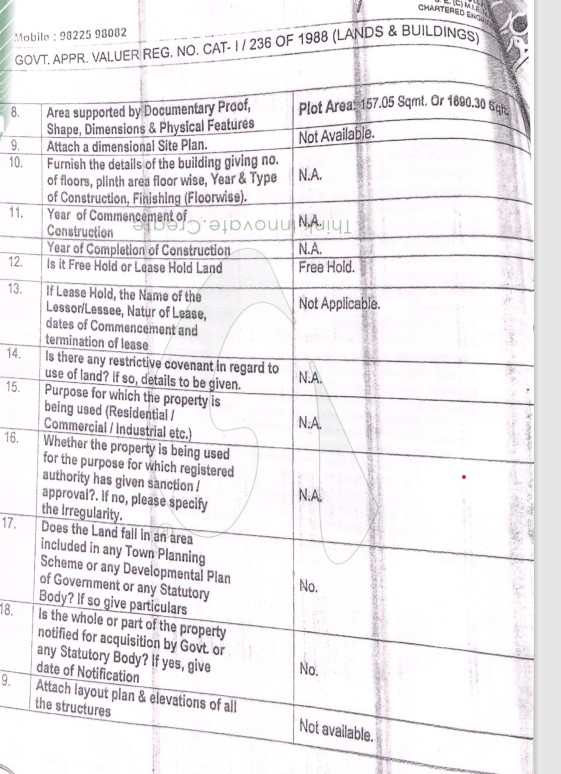 B. E. (C) M.I.E.
CHARTERED ENGIN
Mobile : 98225 98082
GOVT. APPR. VALUER REG. NO. CAT- I / 236 OF 1988 (LANDS & BUILDINGS)
8. Area supported by Documentary Proof, Plot Area: 157.05 Sqmt. Or 1690.30 Sqft.
Shape, Dimensions & Physical Features
9. Attach a dimensional Site Plan. Not Available.
10. Furnish the details of the building giving no.
of floors, plinth area floor wise, Year & Type N.A.
of Construction, Finishing (Floorwise).
11. Year of Commencement of N.A.
Construction
Think.Innovate.Create
Year of Completion of Construction N.A.
12. Is it Free Hold or Lease Hold Land Free Hold.
13. If Lease Hold, the Name of the Not Applicable.
Lessor/Lessee, Natur of Lease,
dates of Commencement and
termination of lease
14. Is there any restrictive covenant in regard to N.A.
use of land? If so, details to be given.
15. Purpose for which the property is
being used (Residential / N.A.
Commercial / Industrial etc.)
16. Whether the property is being used
for the purpose for which registered
authority has given sanction / N.A.
approval?. If no, please specify
the Irregularity.
17. Does the Land fall in an area
included in any Town Planning
Scheme or any Developmental Plan
of Government or any Statutory No.
Body? If so give particulars
18. Is the whole or part of the property
notified for acquisition by Govt. or
any Statutory Body? If yes, give No.
date of Notification
9. Attach layout plan & elevations of all
the structures Not available.